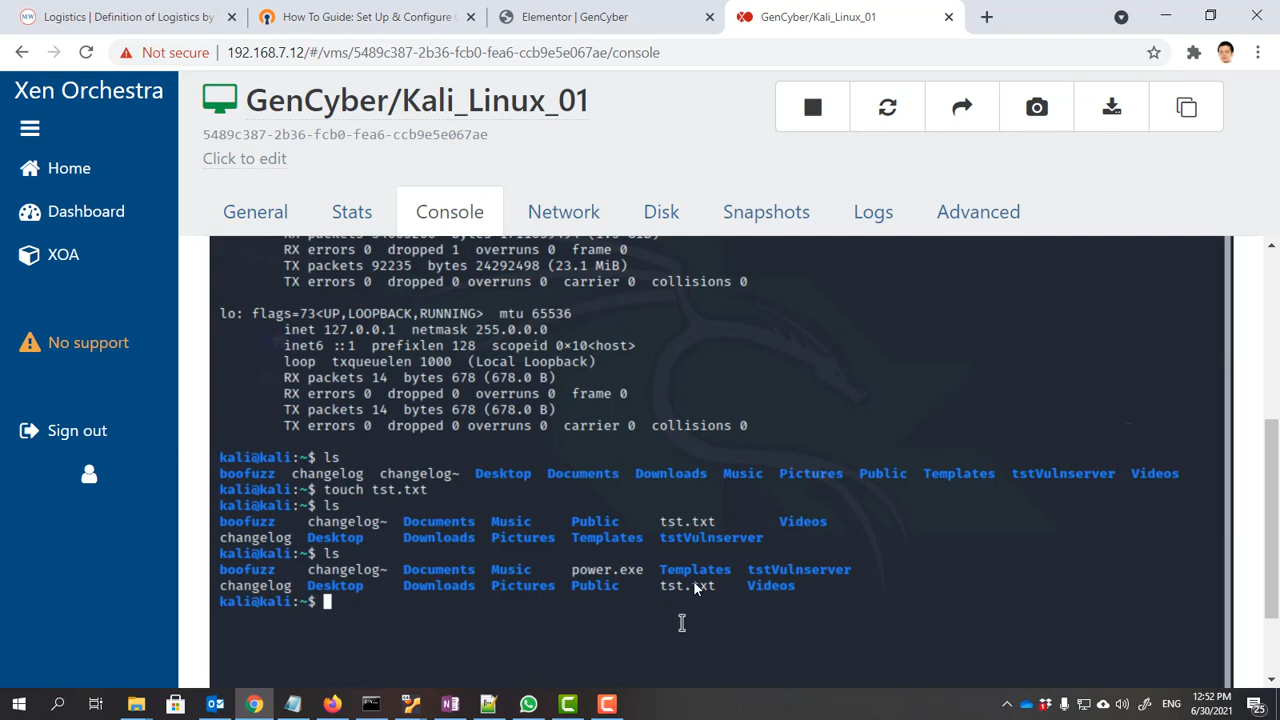 Logistics | Definition of Logistics by
How To Guide: Set Up & Configure
Elementor | GenCyber
GenCyber/Kali_Linux_01
Not secure
192.168.7.12/#/vms/5489c387-2b36-fcb0-fea6-ccb9e5e067ae/console
Xen Orchestra
Home
Dashboard
XOA
No support
Sign out
GenCyber/Kali_Linux_01
5489c387-2b36-fcb0-fea6-ccb9e5e067ae
Click to edit
General Stats Console Network Disk Snapshots Logs Advanced
RX errors 0 dropped 1 overruns 0 frame 0
TX packets 92235 bytes 24292498 (23.1 MiB)
TX errors 0 dropped 0 overruns 0 carrier 0 collisions 0
lo: flags=73<UP,LOOPBACK,RUNNING> mtu 65536
inet 127.0.0.1 netmask 255.0.0.0
inet6 ::1 prefixlen 128 scopeid 0×10<host>
loop txqueuelen 1000 (Local Loopback)
RX packets 14 bytes 678 (678.0 B)
RX errors 0 dropped 0 overruns 0 frame 0
TX packets 14 bytes 678 (678.0 B)
TX errors 0 dropped 0 overruns 0 carrier 0 collisions 0
kali@kali:~$ ls
boofuzz changelog changelog~ Desktop Documents Downloads Music Pictures Public Templates tstVulnserver Videos
kali@kali:~$ touch tst.txt
kali@kali:~$ ls
boofuzz changelog~ Documents Music Public tst.txt Videos
changelog Desktop Downloads Pictures Templates tstVulnserver
kali@kali:~$ ls
boofuzz changelog~ Documents Music power.exe Templates tstVulnserver
changelog Desktop Downloads Pictures Public tst.txt Videos
kali@kali:~$
12:52 PM
6/30/2021
25